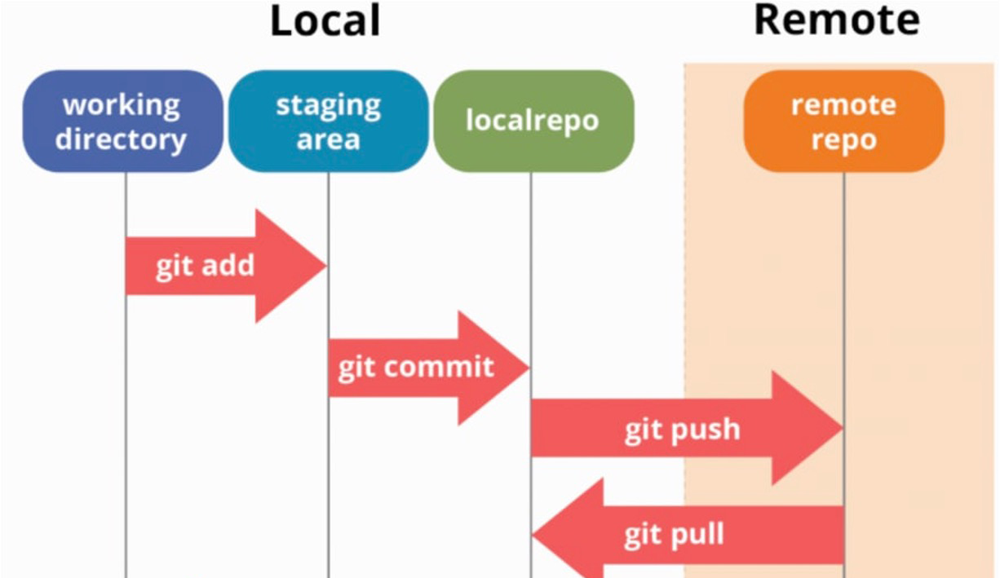 Local
Remote
working
directory
staging
area
localrepo
remote
repo
git add
git commit
git push
git pull